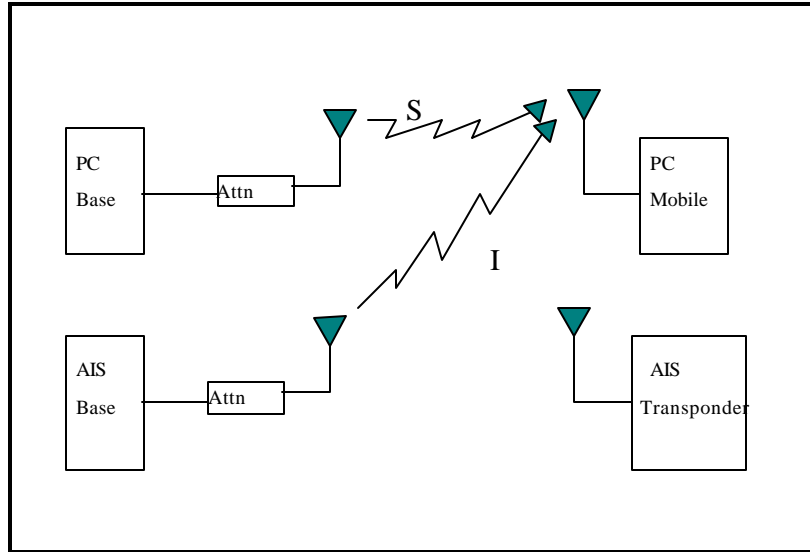 S
PC
Base
Attn
PC
Mobile
I
AIS
Base
Attn
AIS
Transponder